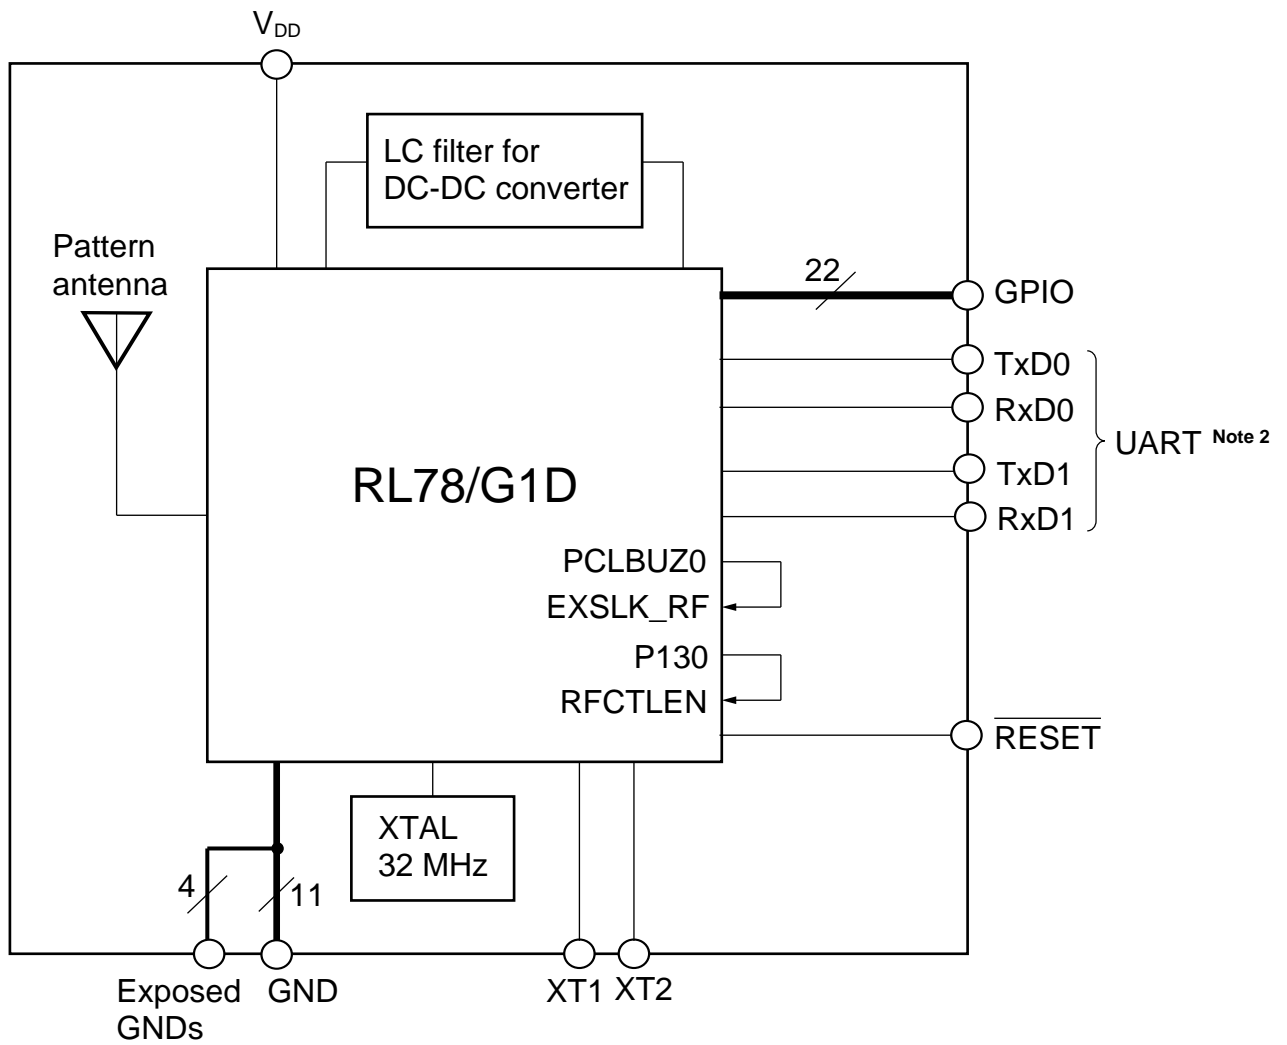 VDD
LC filter for
DC-DC converter
Pattern
antenna
22
GPIO
TxD0
RxD0
UART Note 2
TxD1
RxD1
RL78/G1D
PCLBUZ0
EXSLK_RF
P130
RFCTLEN
RESET
XTAL
32 MHz
4
11
Exposed
GNDs
GND
XT1
XT2